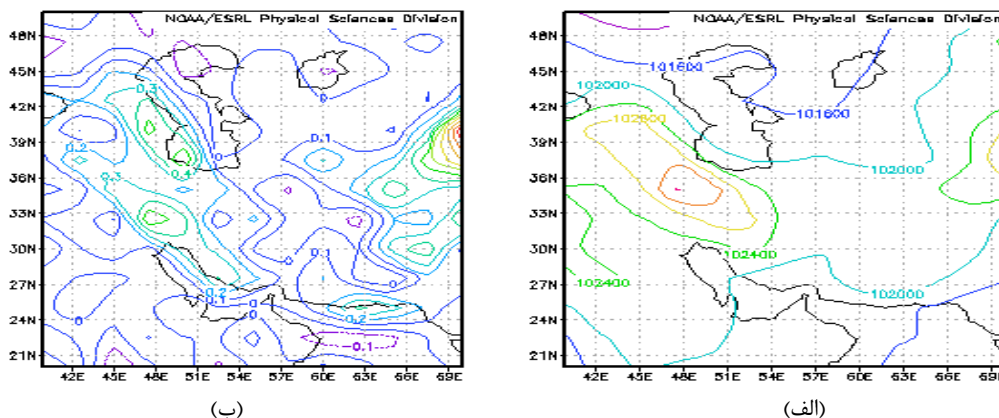 NOAA/ESRL Physical Sciences Division
48N
45N
42N
39N
36N
33N
30N
27N
24N
21N
0.3
0
0.2
0.1
0
0.4
0.3
0.1
0.2
0.1
0
0
0
0.2
-0.1
42E 45E 48E 51E 54E 57E 60E 63E 66E 69E
(ب)
NOAA/ESRL Physical Sciences Division
48N
45N
42N
39N
36N
33N
30N
27N
24N
21N
101600
102000
101600
102800
102000
102400
102400
102000
42E 45E 48E 51E 54E 57E 60E 63E 66E 69E
(الف)